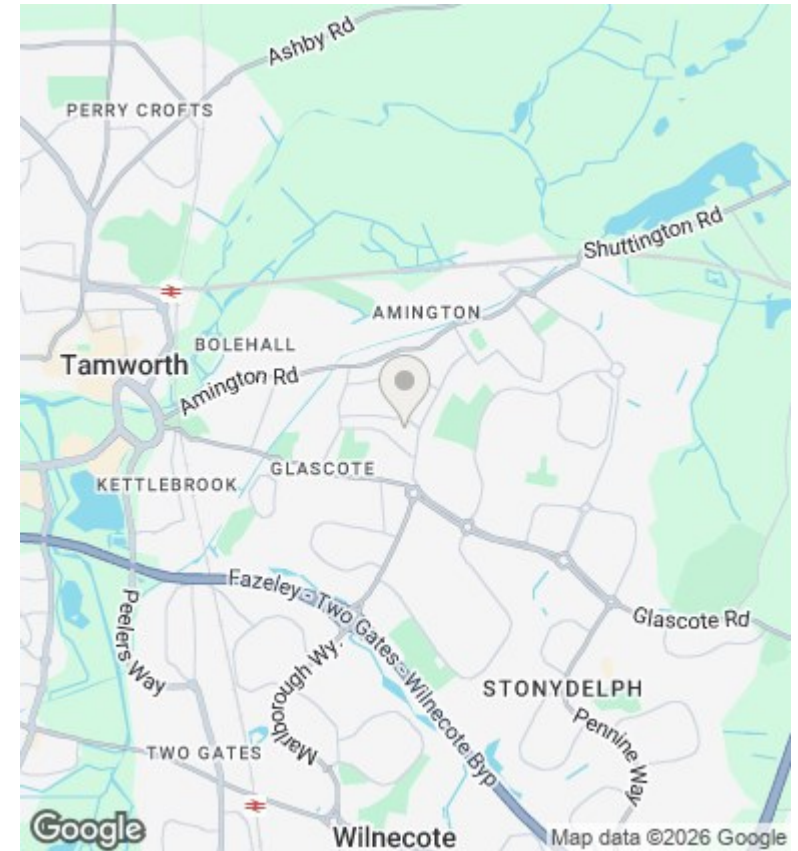 Ashby Rd
PERRY CROFTS
Shuttington Rd
AMINGTON
BOLEHALL
Tamworth
Amington Rd
GLASCOTE
KETTLEBROOK
Fazeley - Two Gates - Wilnecote Byp
Peelers Way
Glascote Rd
Marlborough Wy.
STONYDELPH
Pennine Way
TWO GATES
Wilnecote
Google
Map data ©2026 Google